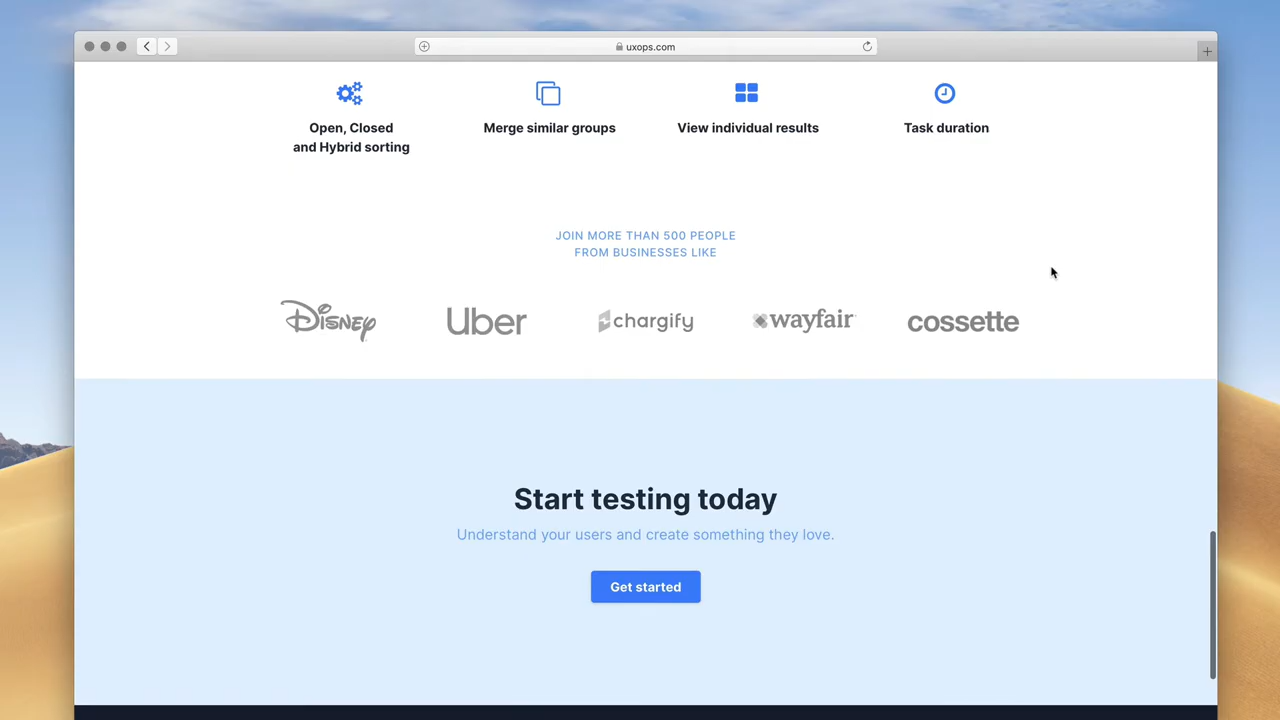 uxops.com
Open, Closed
and Hybrid sorting
Merge similar groups
View individual results
Task duration
JOIN MORE THAN 500 PEOPLE
FROM BUSINESSES LIKE
Disney
Uber
chargify
wayfair
cossette
Start testing today
Understand your users and create something they love.
Get started